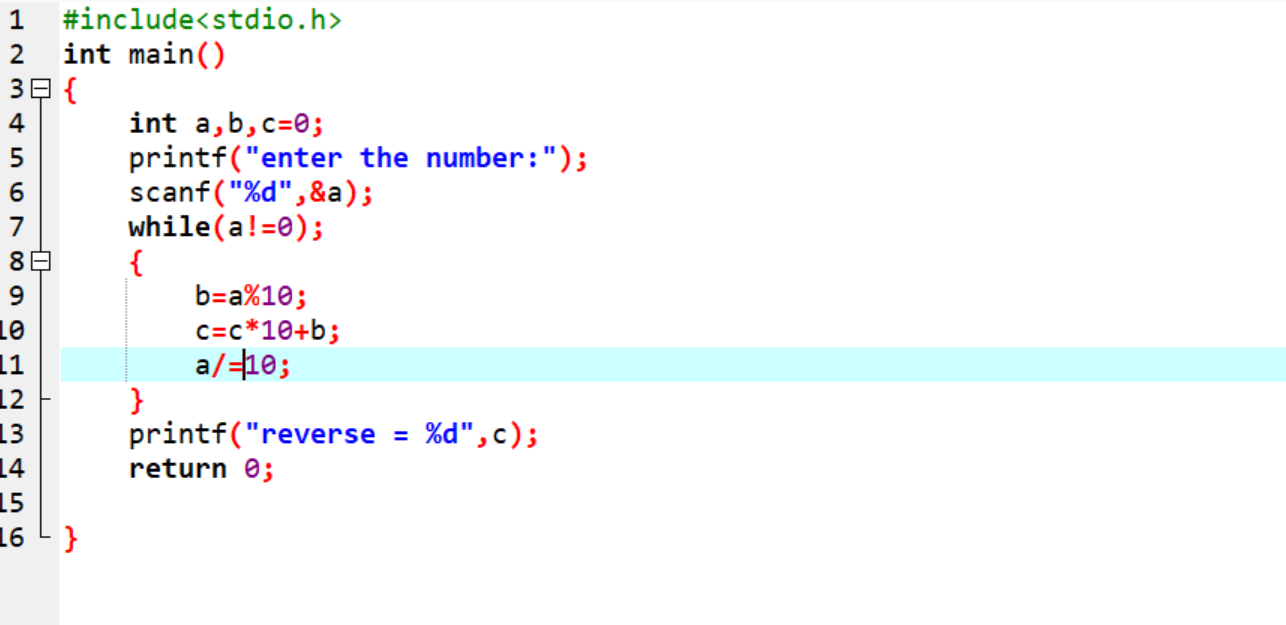 1 #include<stdio.h>
2 int main()
3 {
4 int a,b,c=0;
5 printf("enter the number:");
6 scanf("%d",&a);
7 while(a!=0);
8 {
9 b=a%10;
10 c=c*10+b;
11 a/=10;
12 }
13 printf("reverse = %d",c);
14 return 0;
15
16 }